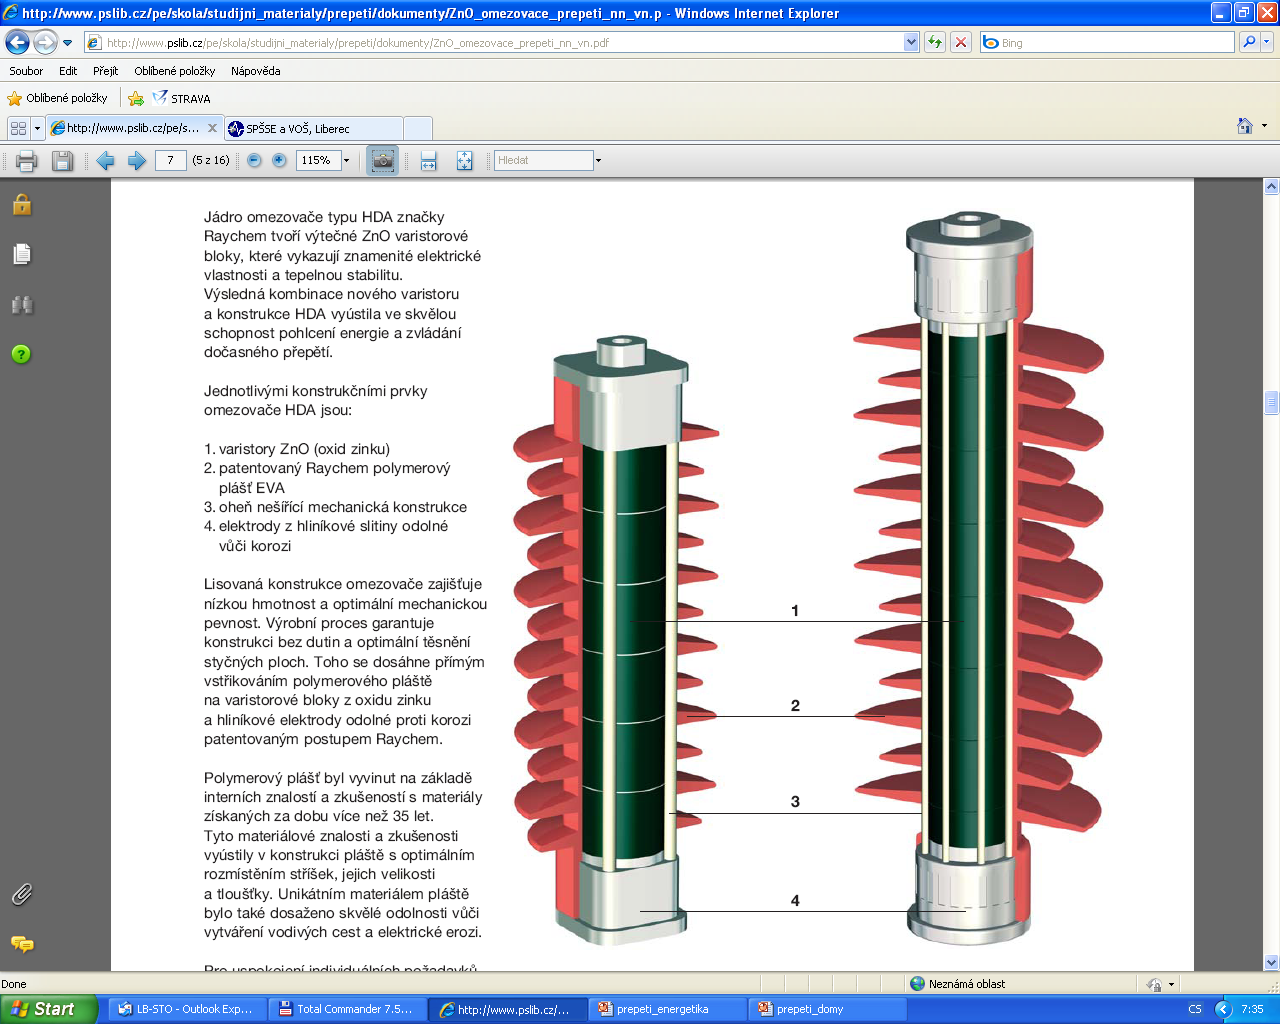 http://www.pslib.cz/pe/skola/studijni_materialy/prepeti/dokumenty/ZnO_omezovace_prepeti_nn_vn.p - Windows Internet Explorer
http://www.pslib.cz/pe/skola/studijni_materialy/prepeti/dokumenty/ZnO_omezovace_prepeti_nn_vn.pdf
Bing
Soubor Edit Přejít Oblíbené položky Nápověda
Oblíbené položky STRAVA
http://www.pslib.cz/pe/s... SPŠSE a VOŠ, Liberec
7 (5 z 16) 115% Hledat
Jádro omezovače typu HDA značky
Raychem tvoří výtečné ZnO varistorové
bloky, které vykazují znamenité elektrické
vlastnosti a tepelnou stabilitu.
Výsledná kombinace nového varistoru
a konstrukce HDA vyústila ve skvělou
schopnost pohlcení energie a zvládání
dočasného přepětí.
Jednotlivými konstrukčními prvky
omezovače HDA jsou:
1. varistory ZnO (oxid zinku)
2. patentovaný Raychem polymerový
plášť EVA
3. oheň nešířící mechanická konstrukce
4. elektrody z hliníkové slitiny odolné
vůči korozi
Lisovaná konstrukce omezovače zajišťuje
nízkou hmotnost a optimální mechanickou
pevnost. Výrobní proces garantuje
konstrukci bez dutin a optimální těsnění
styčných ploch. Toho se dosáhne přímým
vstřikováním polymerového pláště
na varistorové bloky z oxidu zinku
a hliníkové elektrody odolné proti korozi
patentovaným postupem Raychem.
Polymerový plášť byl vyvinut na základě
interních znalostí a zkušeností s materiály
získaných za dobu více než 35 let.
Tyto materiálové znalosti a zkušenosti
vyústily v konstrukci pláště s optimálním
rozmístěním stříšek, jejich velikosti
a tloušťky. Unikátním materiálem pláště
bylo také dosaženo skvělé odolnosti vůči
vytváření vodivých cest a elektrické erozi.
Pro uspokojení individuálních požadavků
1
2
3
4
Done Neznámá oblast
Start LB-STO - Outlook Exp... Total Commander 7.5... http://www.pslib.cz/... prepeti_energetika prepeti_domy CS 7:35